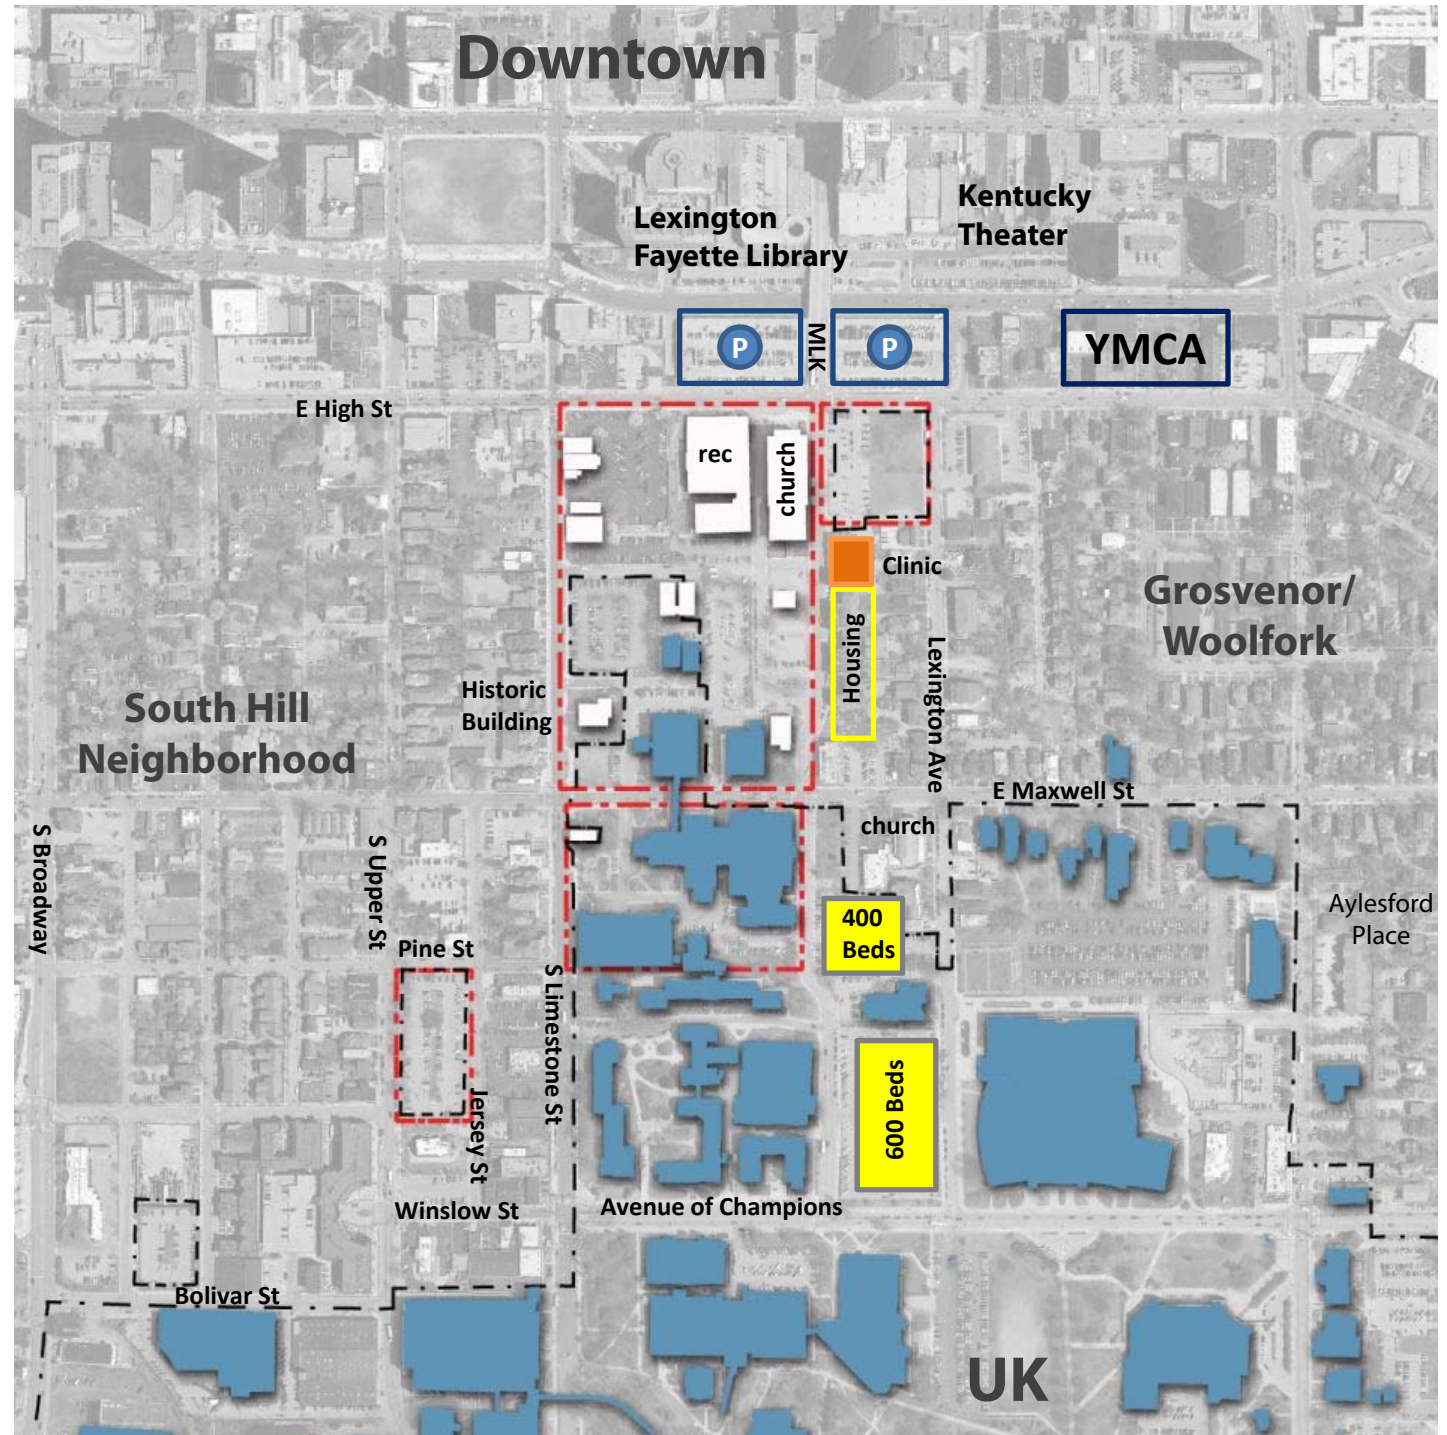 Downtown
Kentucky
Theater
Lexington
Fayette Library
P
MLK
P
YMCA
E High St
rec
church
Clinic
Housing
Grosvenor/
Woolfork
Lexington Ave
Historic
Building
South Hill
Neighborhood
E Maxwell St
church
S Broadway
S Upper St
400
Beds
Aylesford
Place
Pine St
S Limestone St
600 Beds
Jersey St
Winslow St
Avenue of Champions
Bolivar St
UK